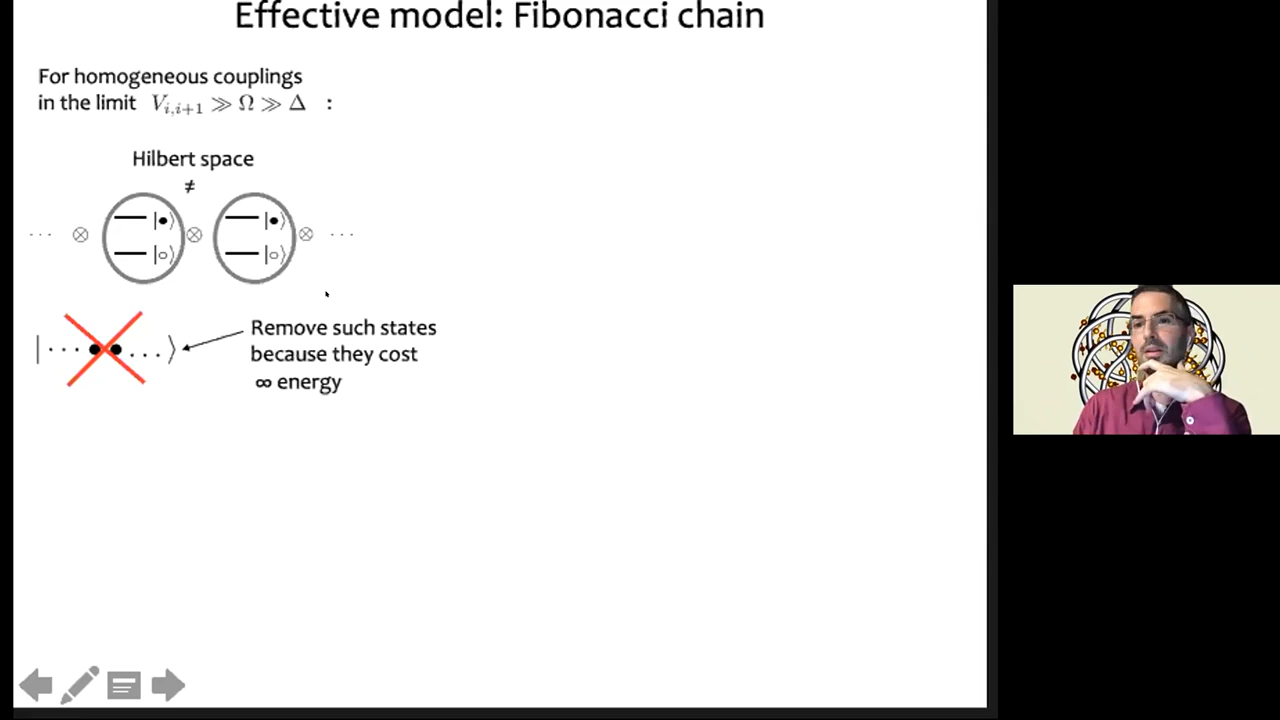 Effective model: Fibonacci chain
For homogeneous couplings
in the limit V_{i,i+1} ≫ Ω ≫ Δ :
Hilbert space
≠
··· ⊗ |●⟩ ⊗ |●⟩ ⊗ ···
|○⟩ |○⟩
|···●●...⟩
Remove such states
because they cost
∞ energy